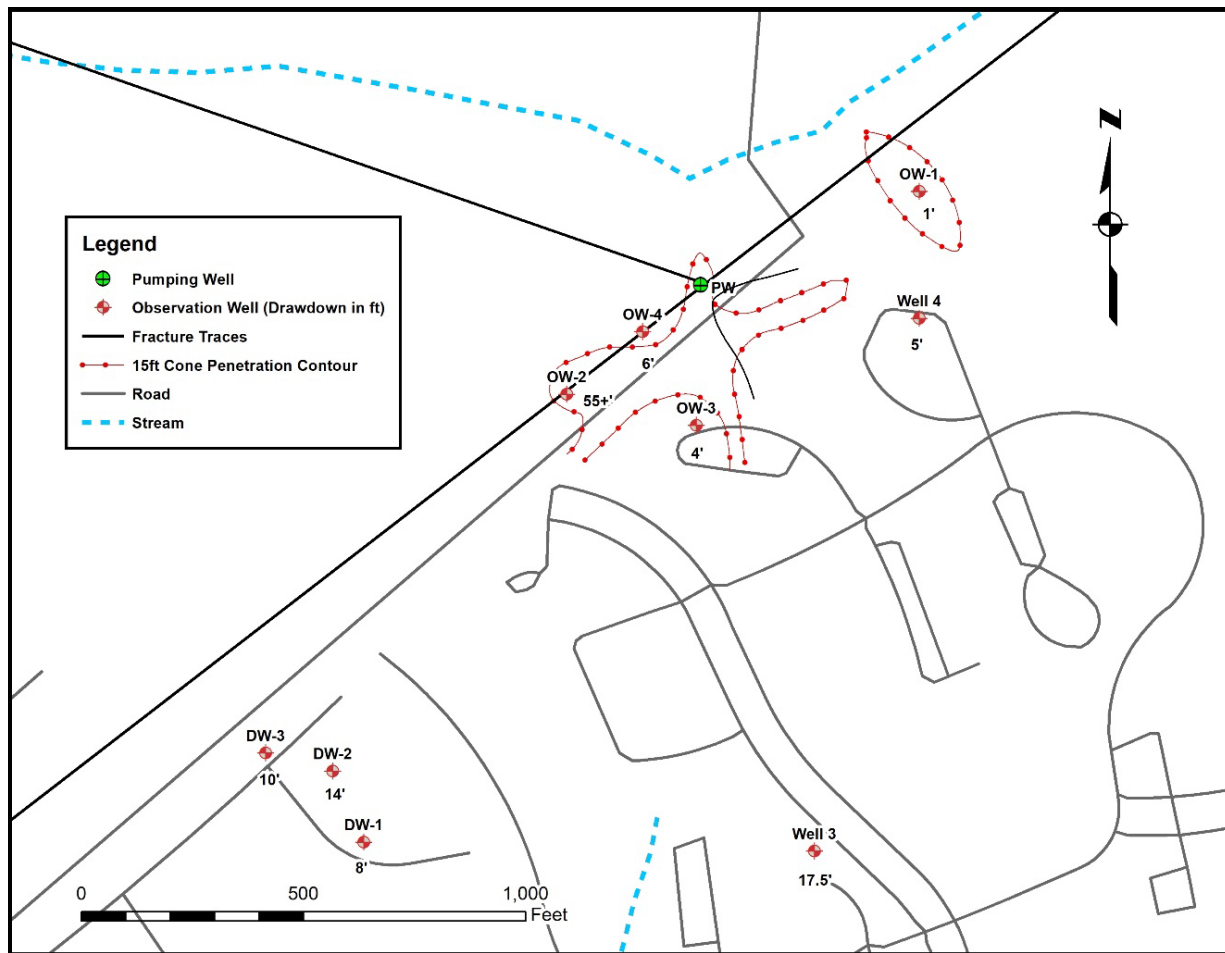 N
OW-1
1'
Legend
Pumping Well
Observation Well (Drawdown in ft)
Fracture Traces
15ft Cone Penetration Contour
Road
Stream
PW
OW-4
6'
Well 4
5'
OW-2
55+'
OW-3
4'
DW-3
10'
DW-2
14'
DW-1
8'
Well 3
17.5'
0 500 1,000
Feet